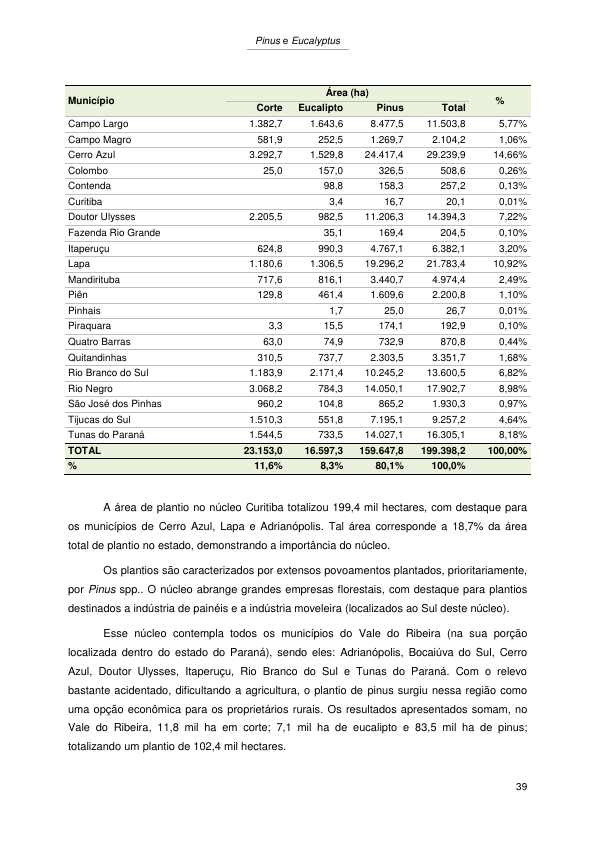 Pinus e Eucalyptus
Município Área (ha) %
Corte Eucalipto Pinus Total
Campo Largo 1.382,7 1.643,6 8.477,5 11.503,8 5,77%
Campo Magro 581,9 252,5 1.269,7 2.104,2 1,06%
Cerro Azul 3.292,7 1.529,8 24.417,4 29.239,9 14,66%
Colombo 25,0 157,0 326,5 508,6 0,26%
Contenda 98,8 158,3 257,2 0,13%
Curitiba 3,4 16,7 20,1 0,01%
Doutor Ulysses 2.205,5 982,5 11.206,3 14.394,3 7,22%
Fazenda Rio Grande 35,1 169,4 204,5 0,10%
Itaperuçu 624,8 990,3 4.767,1 6.382,1 3,20%
Lapa 1.180,6 1.306,5 19.296,2 21.783,4 10,92%
Mandirituba 717,6 816,1 3.440,7 4.974,4 2,49%
Piên 129,8 461,4 1.609,6 2.200,8 1,10%
Pinhais 1,7 25,0 26,7 0,01%
Piraquara 3,3 15,5 174,1 192,9 0,10%
Quatro Barras 63,0 74,9 732,9 870,8 0,44%
Quitandinhas 310,5 737,7 2.303,5 3.351,7 1,68%
Rio Branco do Sul 1.183,9 2.171,4 10.245,2 13.600,5 6,82%
Rio Negro 3.068,2 784,3 14.050,1 17.902,7 8,98%
São José dos Pinhas 960,2 104,8 865,2 1.930,3 0,97%
Tijucas do Sul 1.510,3 551,8 7.195,1 9.257,2 4,64%
Tunas do Paraná 1.544,5 733,5 14.027,1 16.305,1 8,18%
TOTAL 23.153,0 16.597,3 159.647,8 199.398,2 100,00%
% 11,6% 8,3% 80,1% 100,0%
A área de plantio no núcleo Curitiba totalizou 199,4 mil hectares, com destaque para
os municípios de Cerro Azul, Lapa e Adrianópolis. Tal área corresponde a 18,7% da área
total de plantio no estado, demonstrando a importância do núcleo.
Os plantios são caracterizados por extensos povoamentos plantados, prioritariamente,
por Pinus spp.. O núcleo abrange grandes empresas florestais, com destaque para plantios
destinados a indústria de painéis e a indústria moveleira (localizados ao Sul deste núcleo).
Esse núcleo contempla todos os municípios do Vale do Ribeira (na sua porção
localizada dentro do estado do Paraná), sendo eles: Adrianópolis, Bocaiúva do Sul, Cerro
Azul, Doutor Ulysses, Itaperuçu, Rio Branco do Sul e Tunas do Paraná. Com o relevo
bastante acidentado, dificultando a agricultura, o plantio de pinus surgiu nessa região como
uma opção econômica para os proprietários rurais. Os resultados apresentados somam, no
Vale do Ribeira, 11,8 mil ha em corte; 7,1 mil ha de eucalipto e 83,5 mil ha de pinus;
totalizando um plantio de 102,4 mil hectares.
39